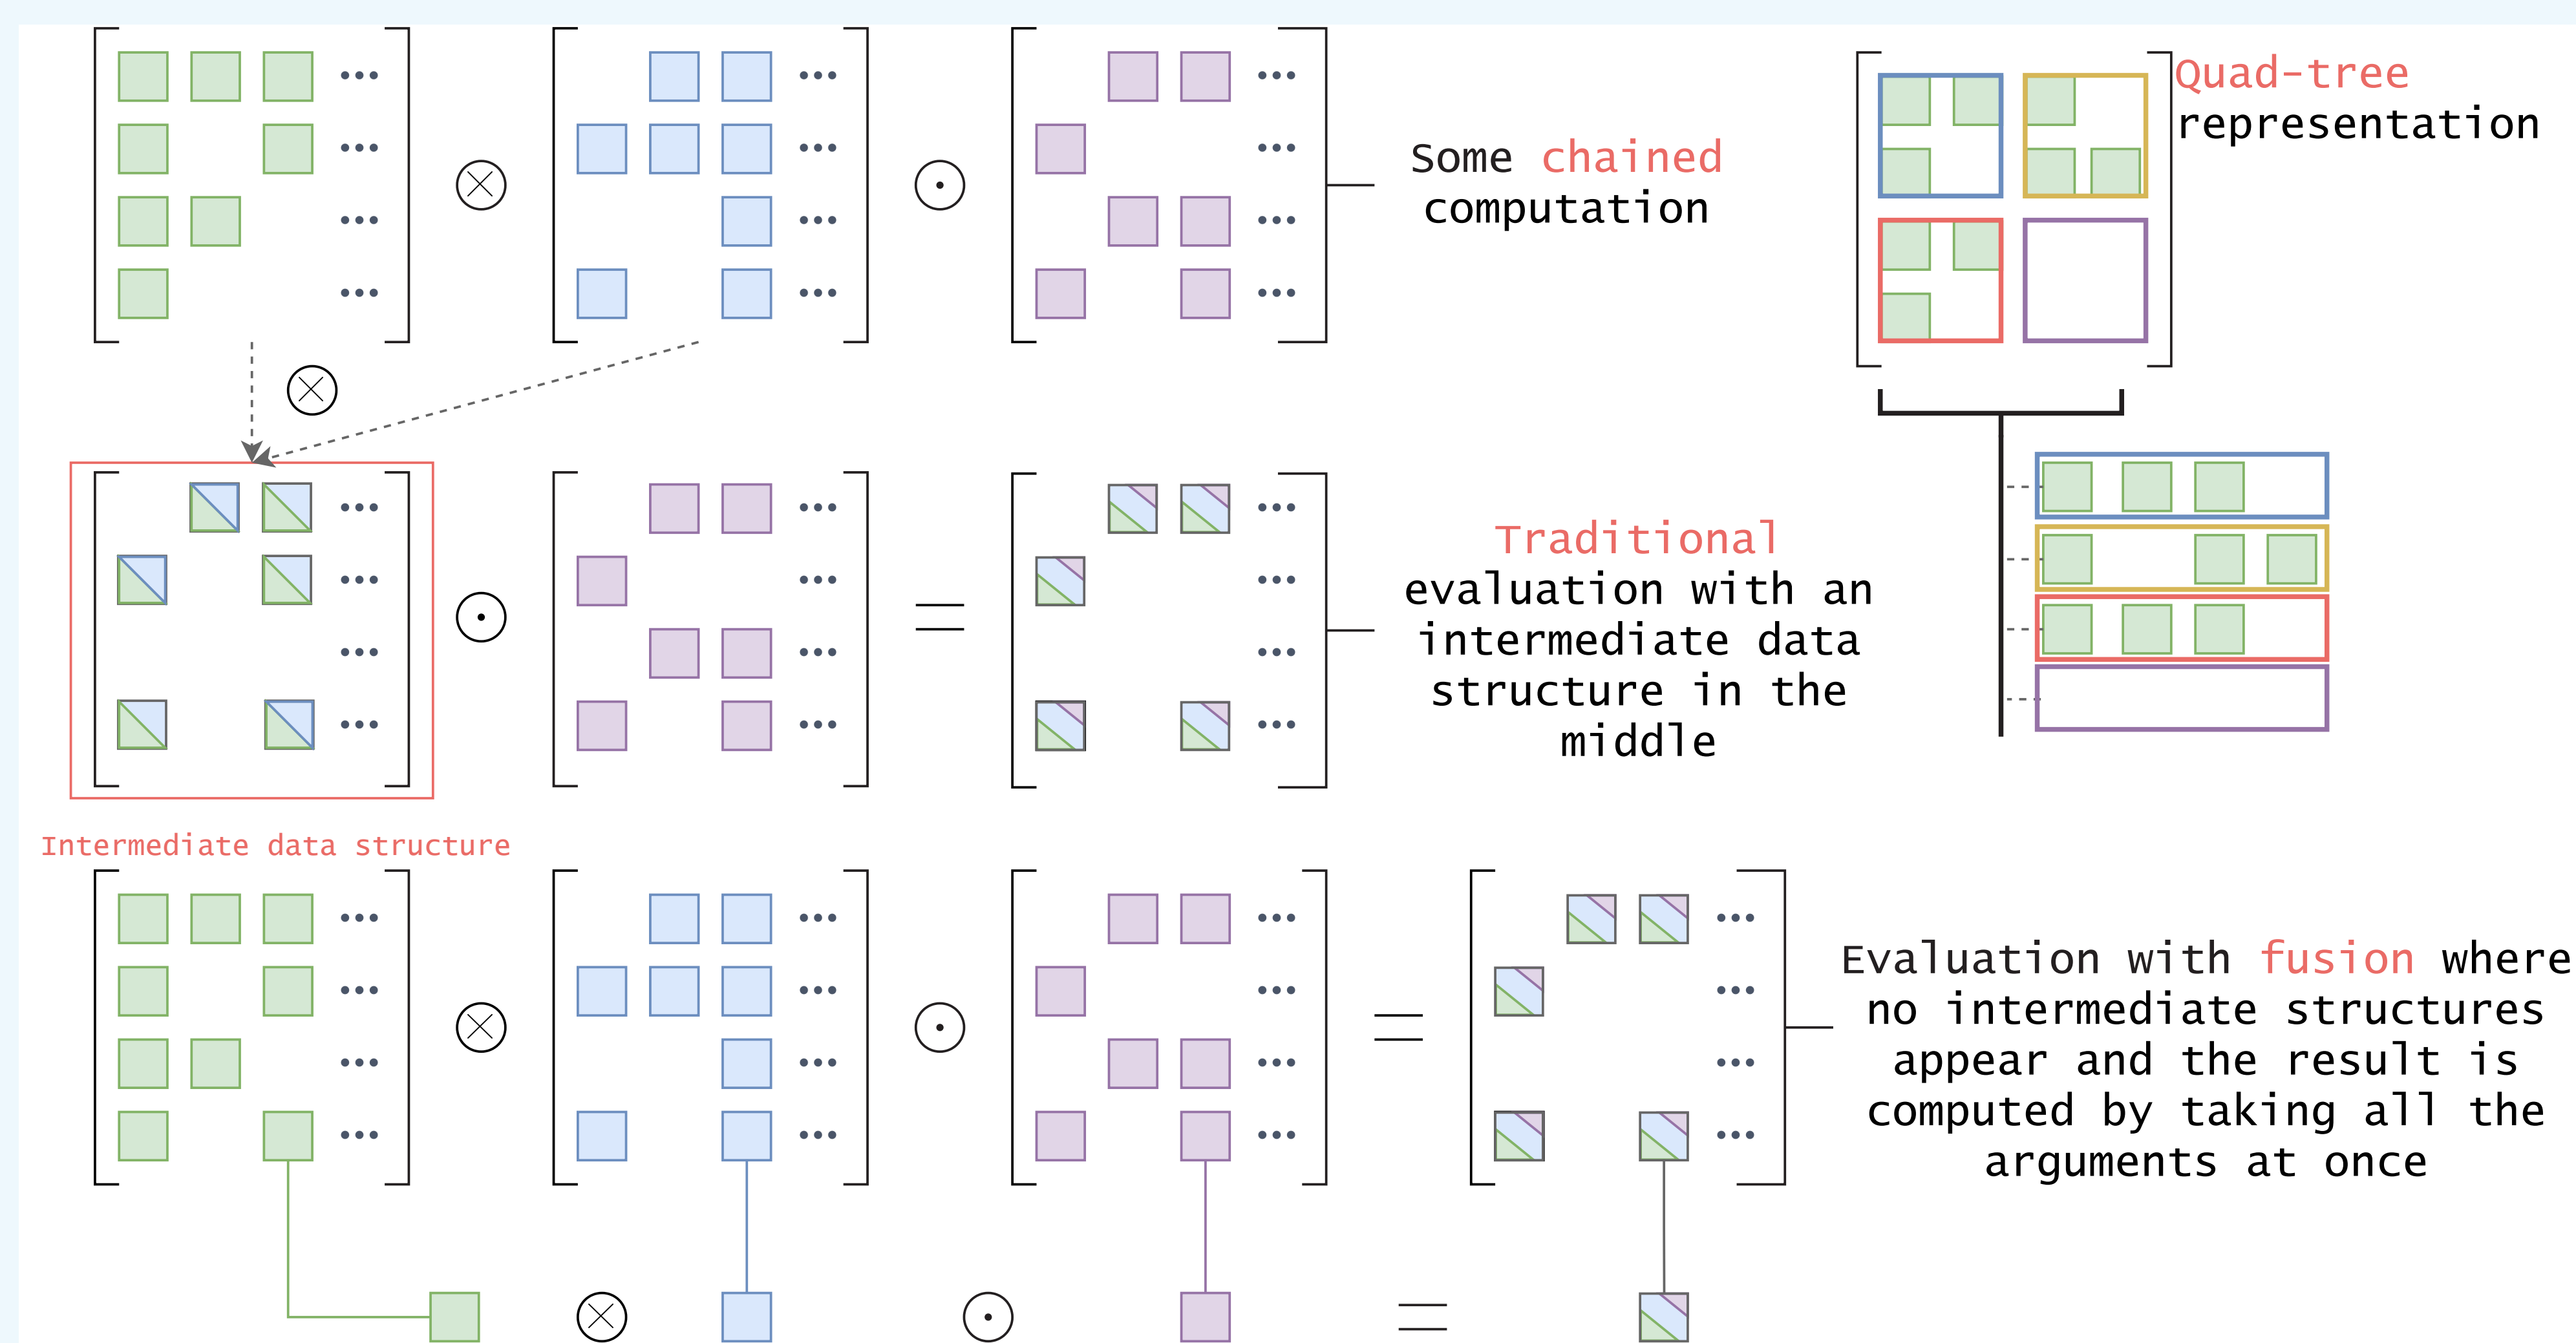 Some chained
computation
Quad-tree
representation
Traditional
evaluation with an
intermediate data
structure in the
middle
Intermediate data structure
Evaluation with fusion where
no intermediate structures
appear and the result is
computed by taking all the
arguments at once